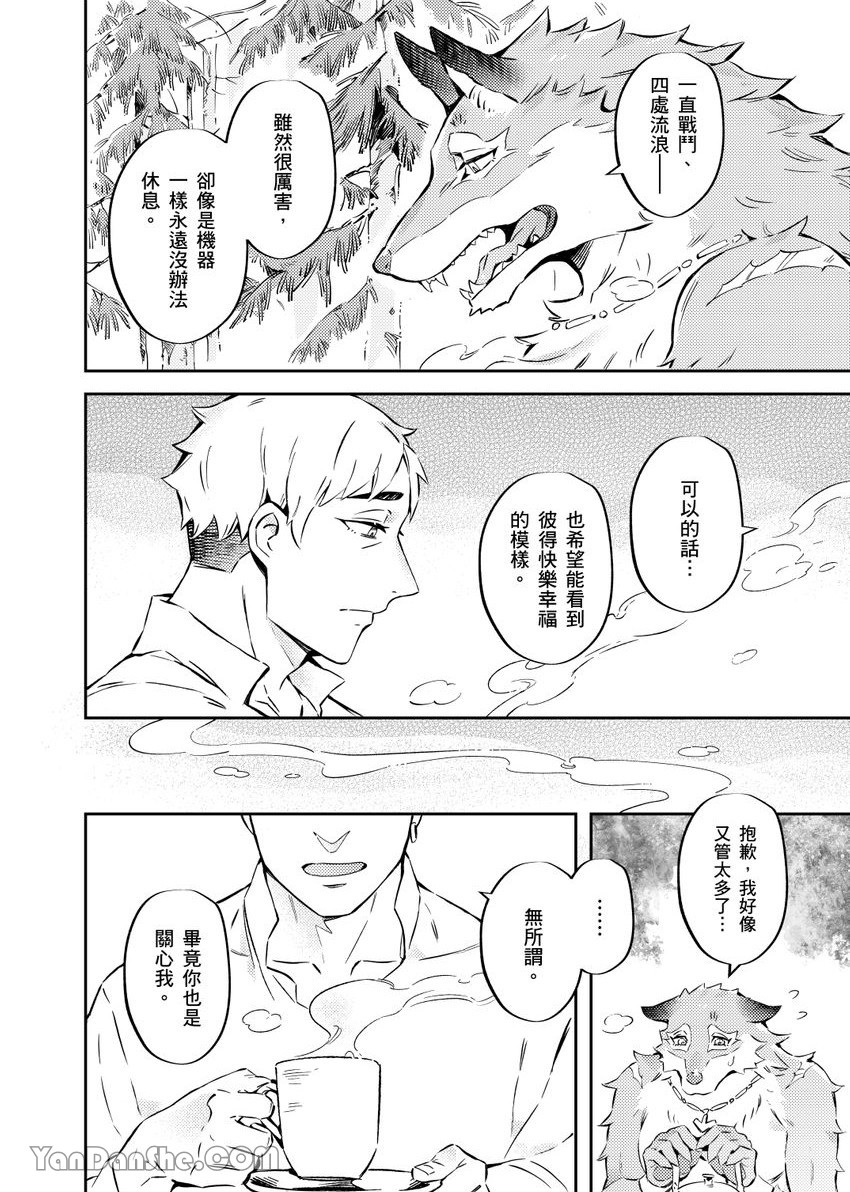 一直戰鬥、
四處流浪——
雖然很厲害，
卻像是機器
一樣永遠沒辦法
休息。
可以的話…
也希望能看到
彼得快樂幸福
的模樣。
抱歉，我好像
又管太多了…
……
無所謂。
畢竟你也是
關心我。
YanDanshe.com